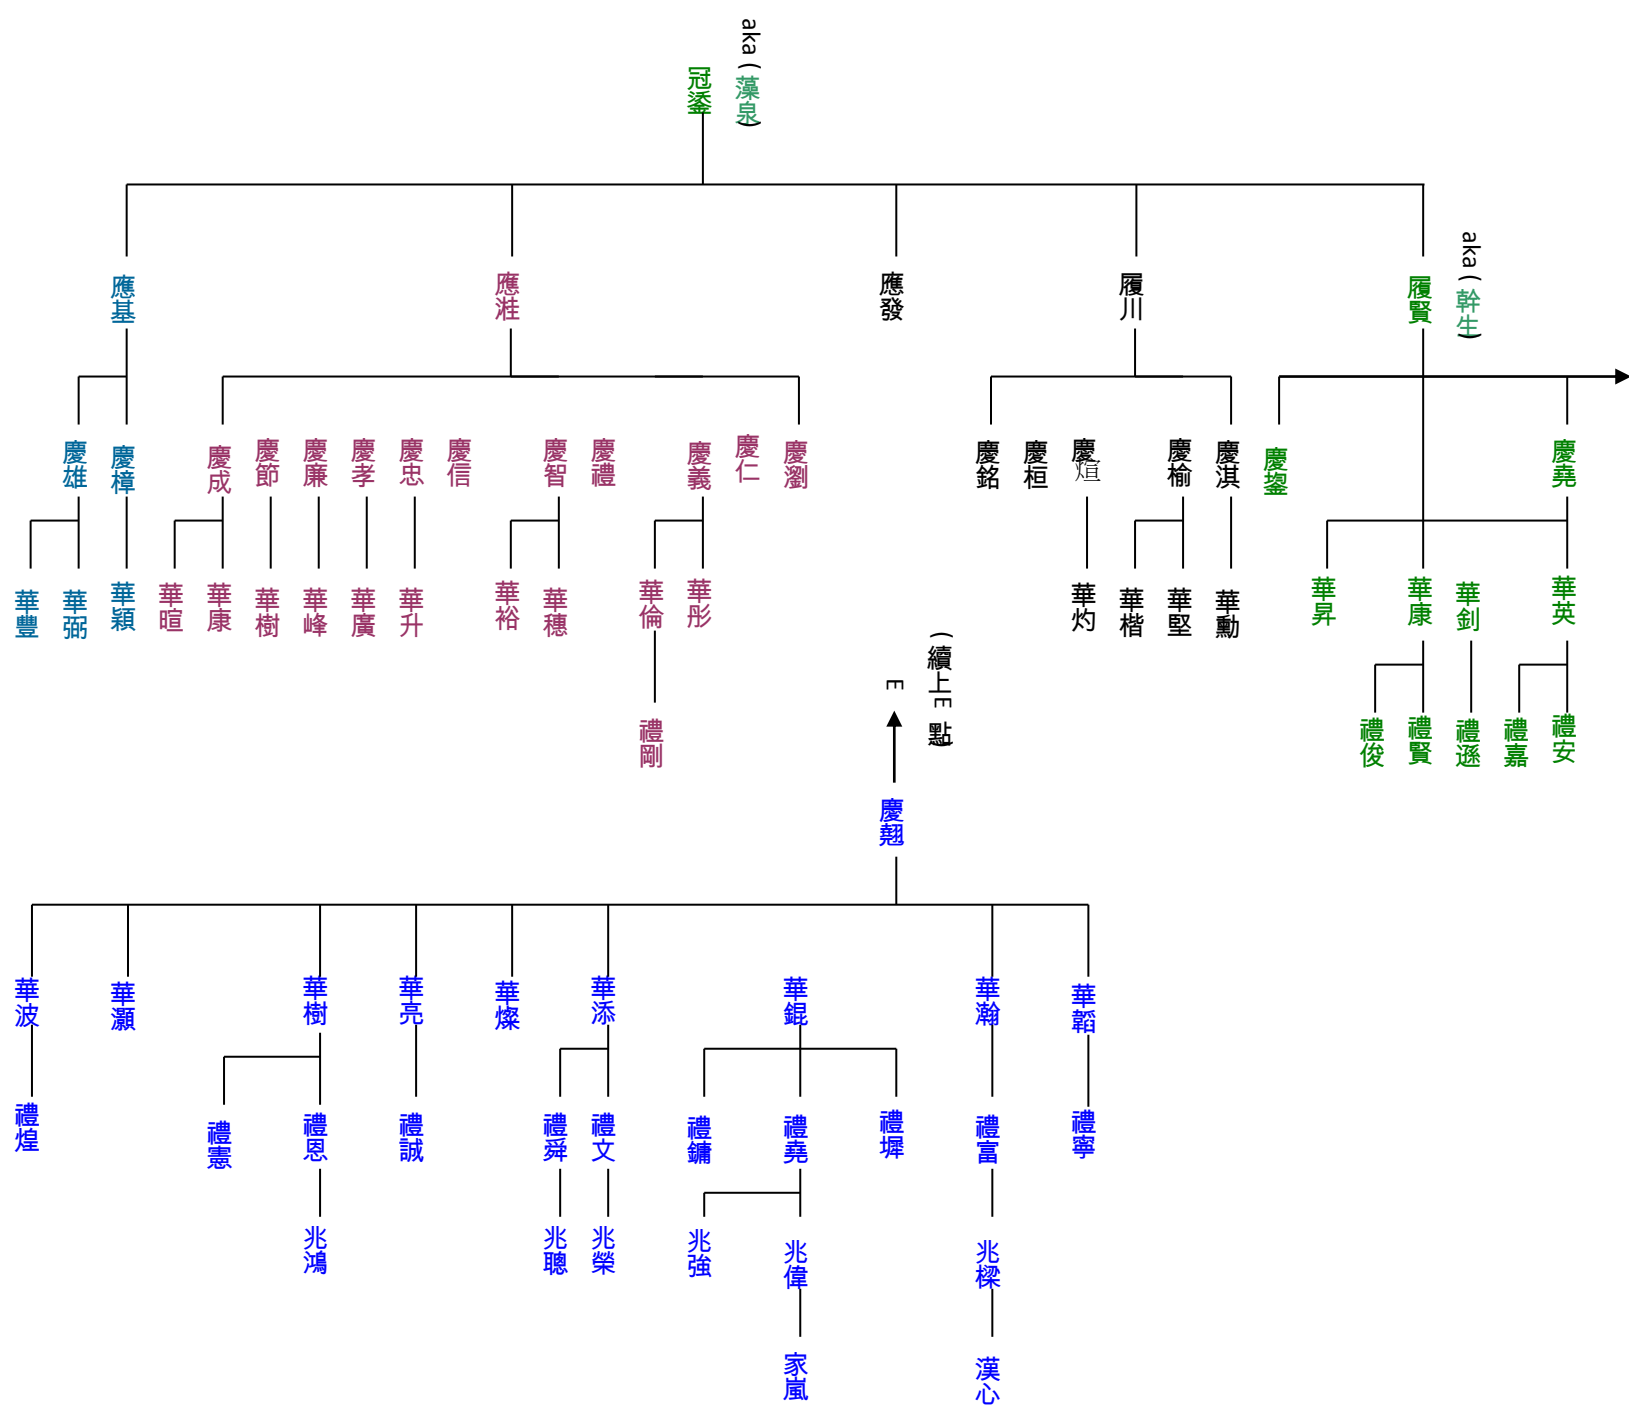 冠鋈
aka (藻泉)
應基
應溎
應發
履川
履賢
aka (幹生)
慶雄
慶樟
慶成
慶節
慶廉
慶孝
慶忠
慶信
慶智
慶禮
慶義
慶仁
慶瀏
慶銘
慶桓
慶煊
慶榆
慶淇
慶鋆
慶堯
華豐
華弼
華穎
華暄
華康
華樹
華峰
華廣
華升
華裕
華穗
華倫
華彤
華灼
華楷
華堅
華勳
華昇
華康
華釗
華英
禮剛
禮俊
禮賢
禮遜
禮嘉
禮安
E
(續上E點)
慶翹
華波
華灝
華樹
華亮
華燦
華添
華錕
華瀚
華韜
禮煌
禮憲
禮恩
禮誠
禮舜
禮文
禮鏞
禮堯
禮墀
禮富
禮寧
兆鴻
兆聰
兆榮
兆強
兆偉
兆樑
家嵐
漢心